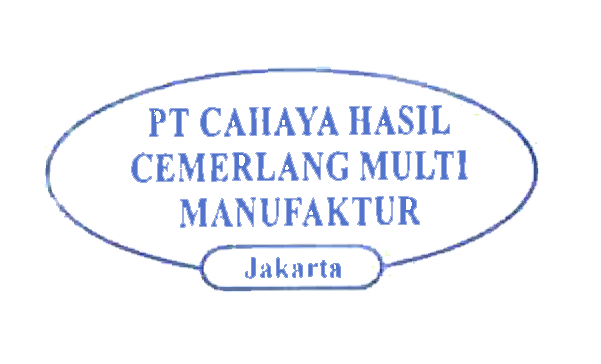 PT CAHAYA HASIL
CEMERLANG MULTI
MANUFAKTUR
Jakarta